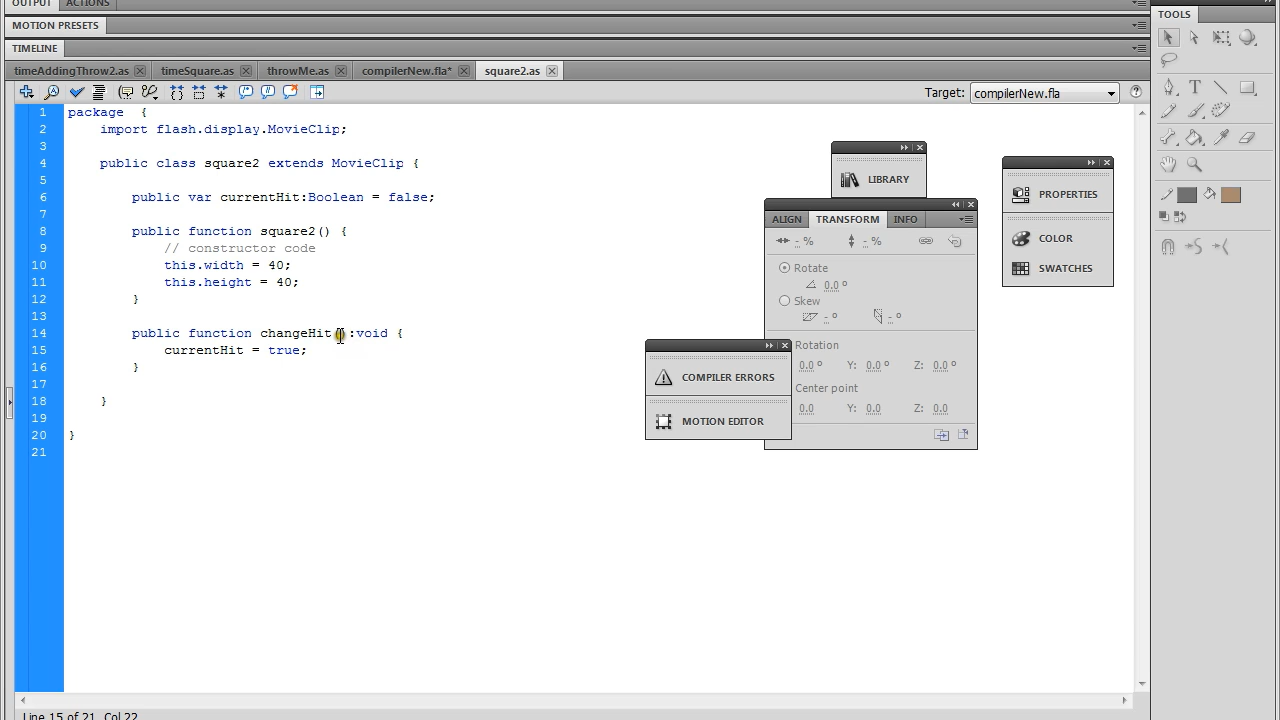 OUTPUT ACTIONS
MOTION PRESETS
TIMELINE
timeAddingThrow2.as timeSquare.as throwMe.as compilerNew.fla* square2.as
Target: compilerNew.fla
1 package {
2 import flash.display.MovieClip;
3
4 public class square2 extends MovieClip {
5
6 public var currentHit:Boolean = false;
7
8 public function square2() {
9 // constructor code
10 this.width = 40;
11 this.height = 40;
12 }
13
14 public function changeHit():void {
15 currentHit = true;
16 }
17
18 }
19
20 }
21
LIBRARY
ALIGN TRANSFORM INFO
- % - %
Rotate
0.0 °
Skew
- ° - °
Rotation
0.0 ° Y: 0.0 ° Z: 0.0 °
Center point
0.0 Y: 0.0 Z: 0.0
COMPILER ERRORS
MOTION EDITOR
PROPERTIES
COLOR
SWATCHES
TOOLS
Line 15 of 21, Col 22